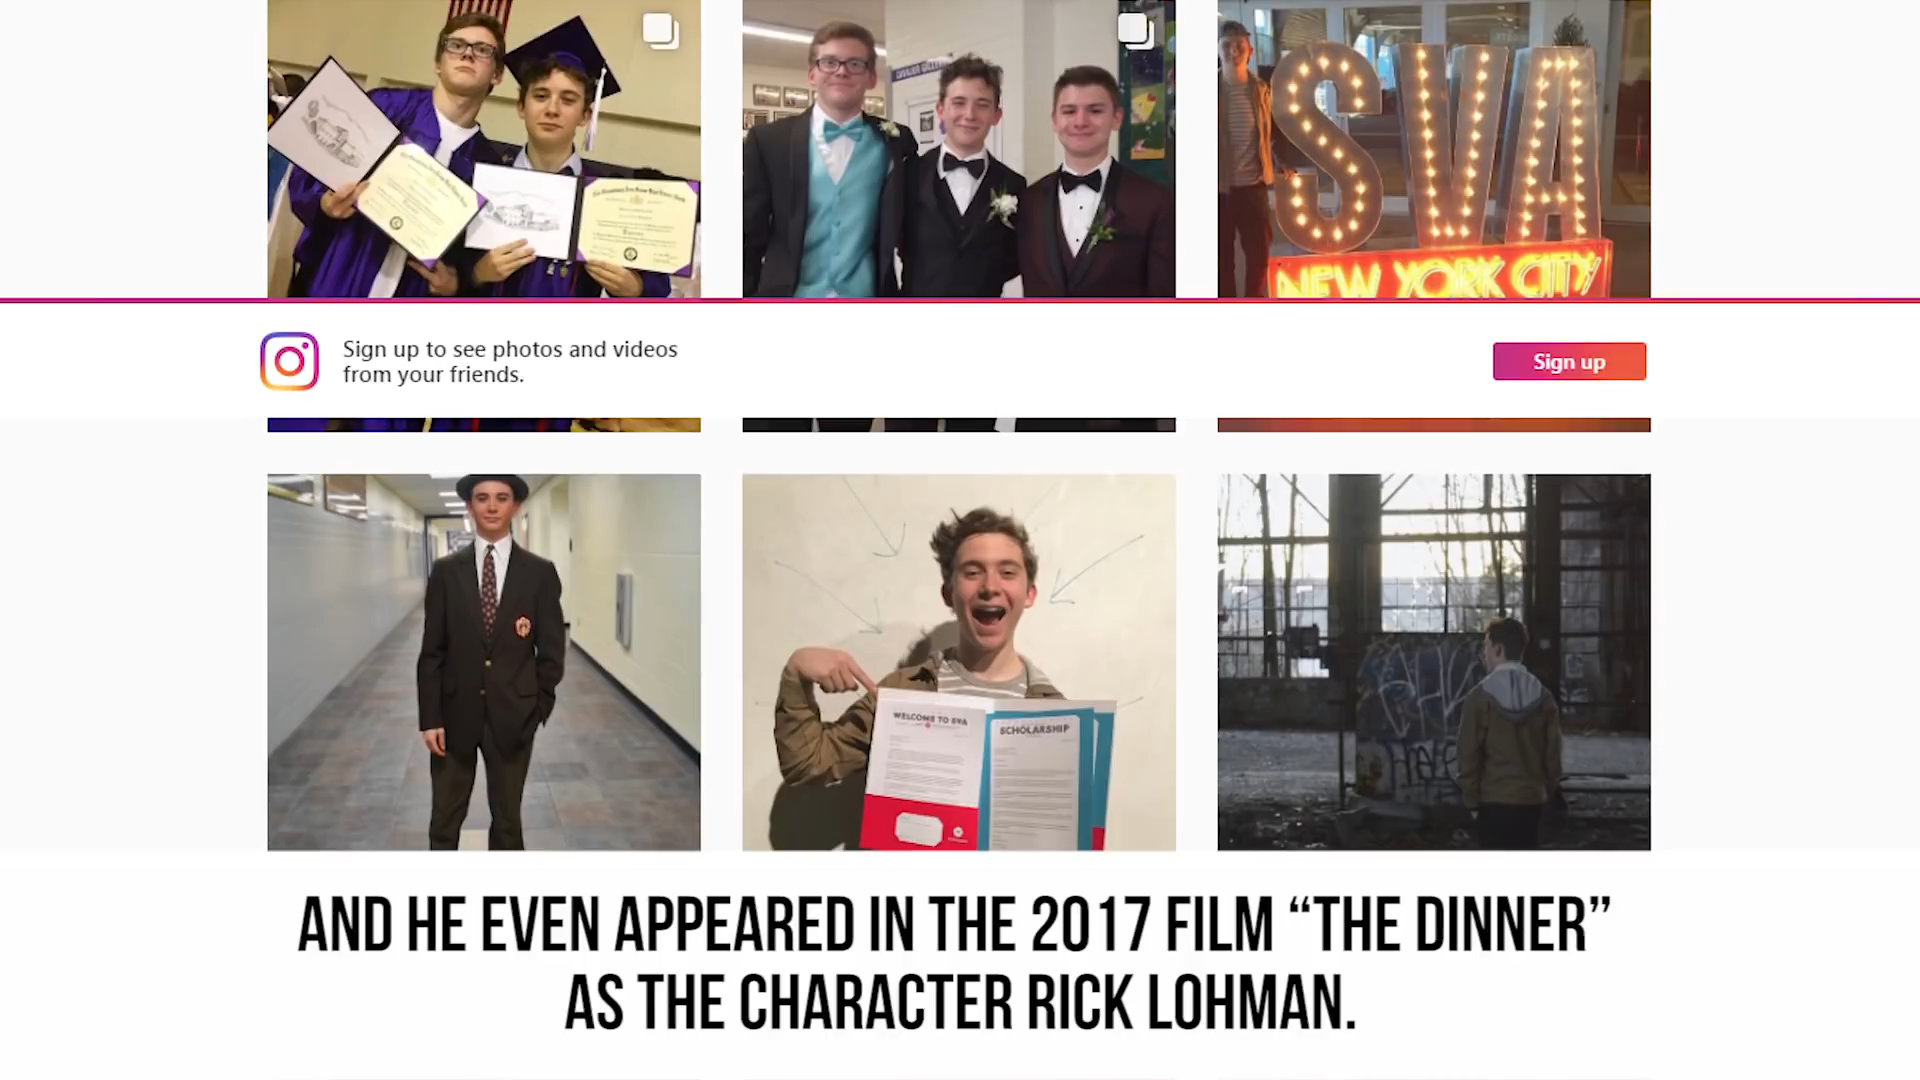 SVA
NEW YORK CITY
Sign up to see photos and videos
from your friends.
Sign up
WELCOME TO SVA
SCHOLARSHIP
AND HE EVEN APPEARED IN THE 2017 FILM “THE DINNER”
AS THE CHARACTER RICK LOHMAN.